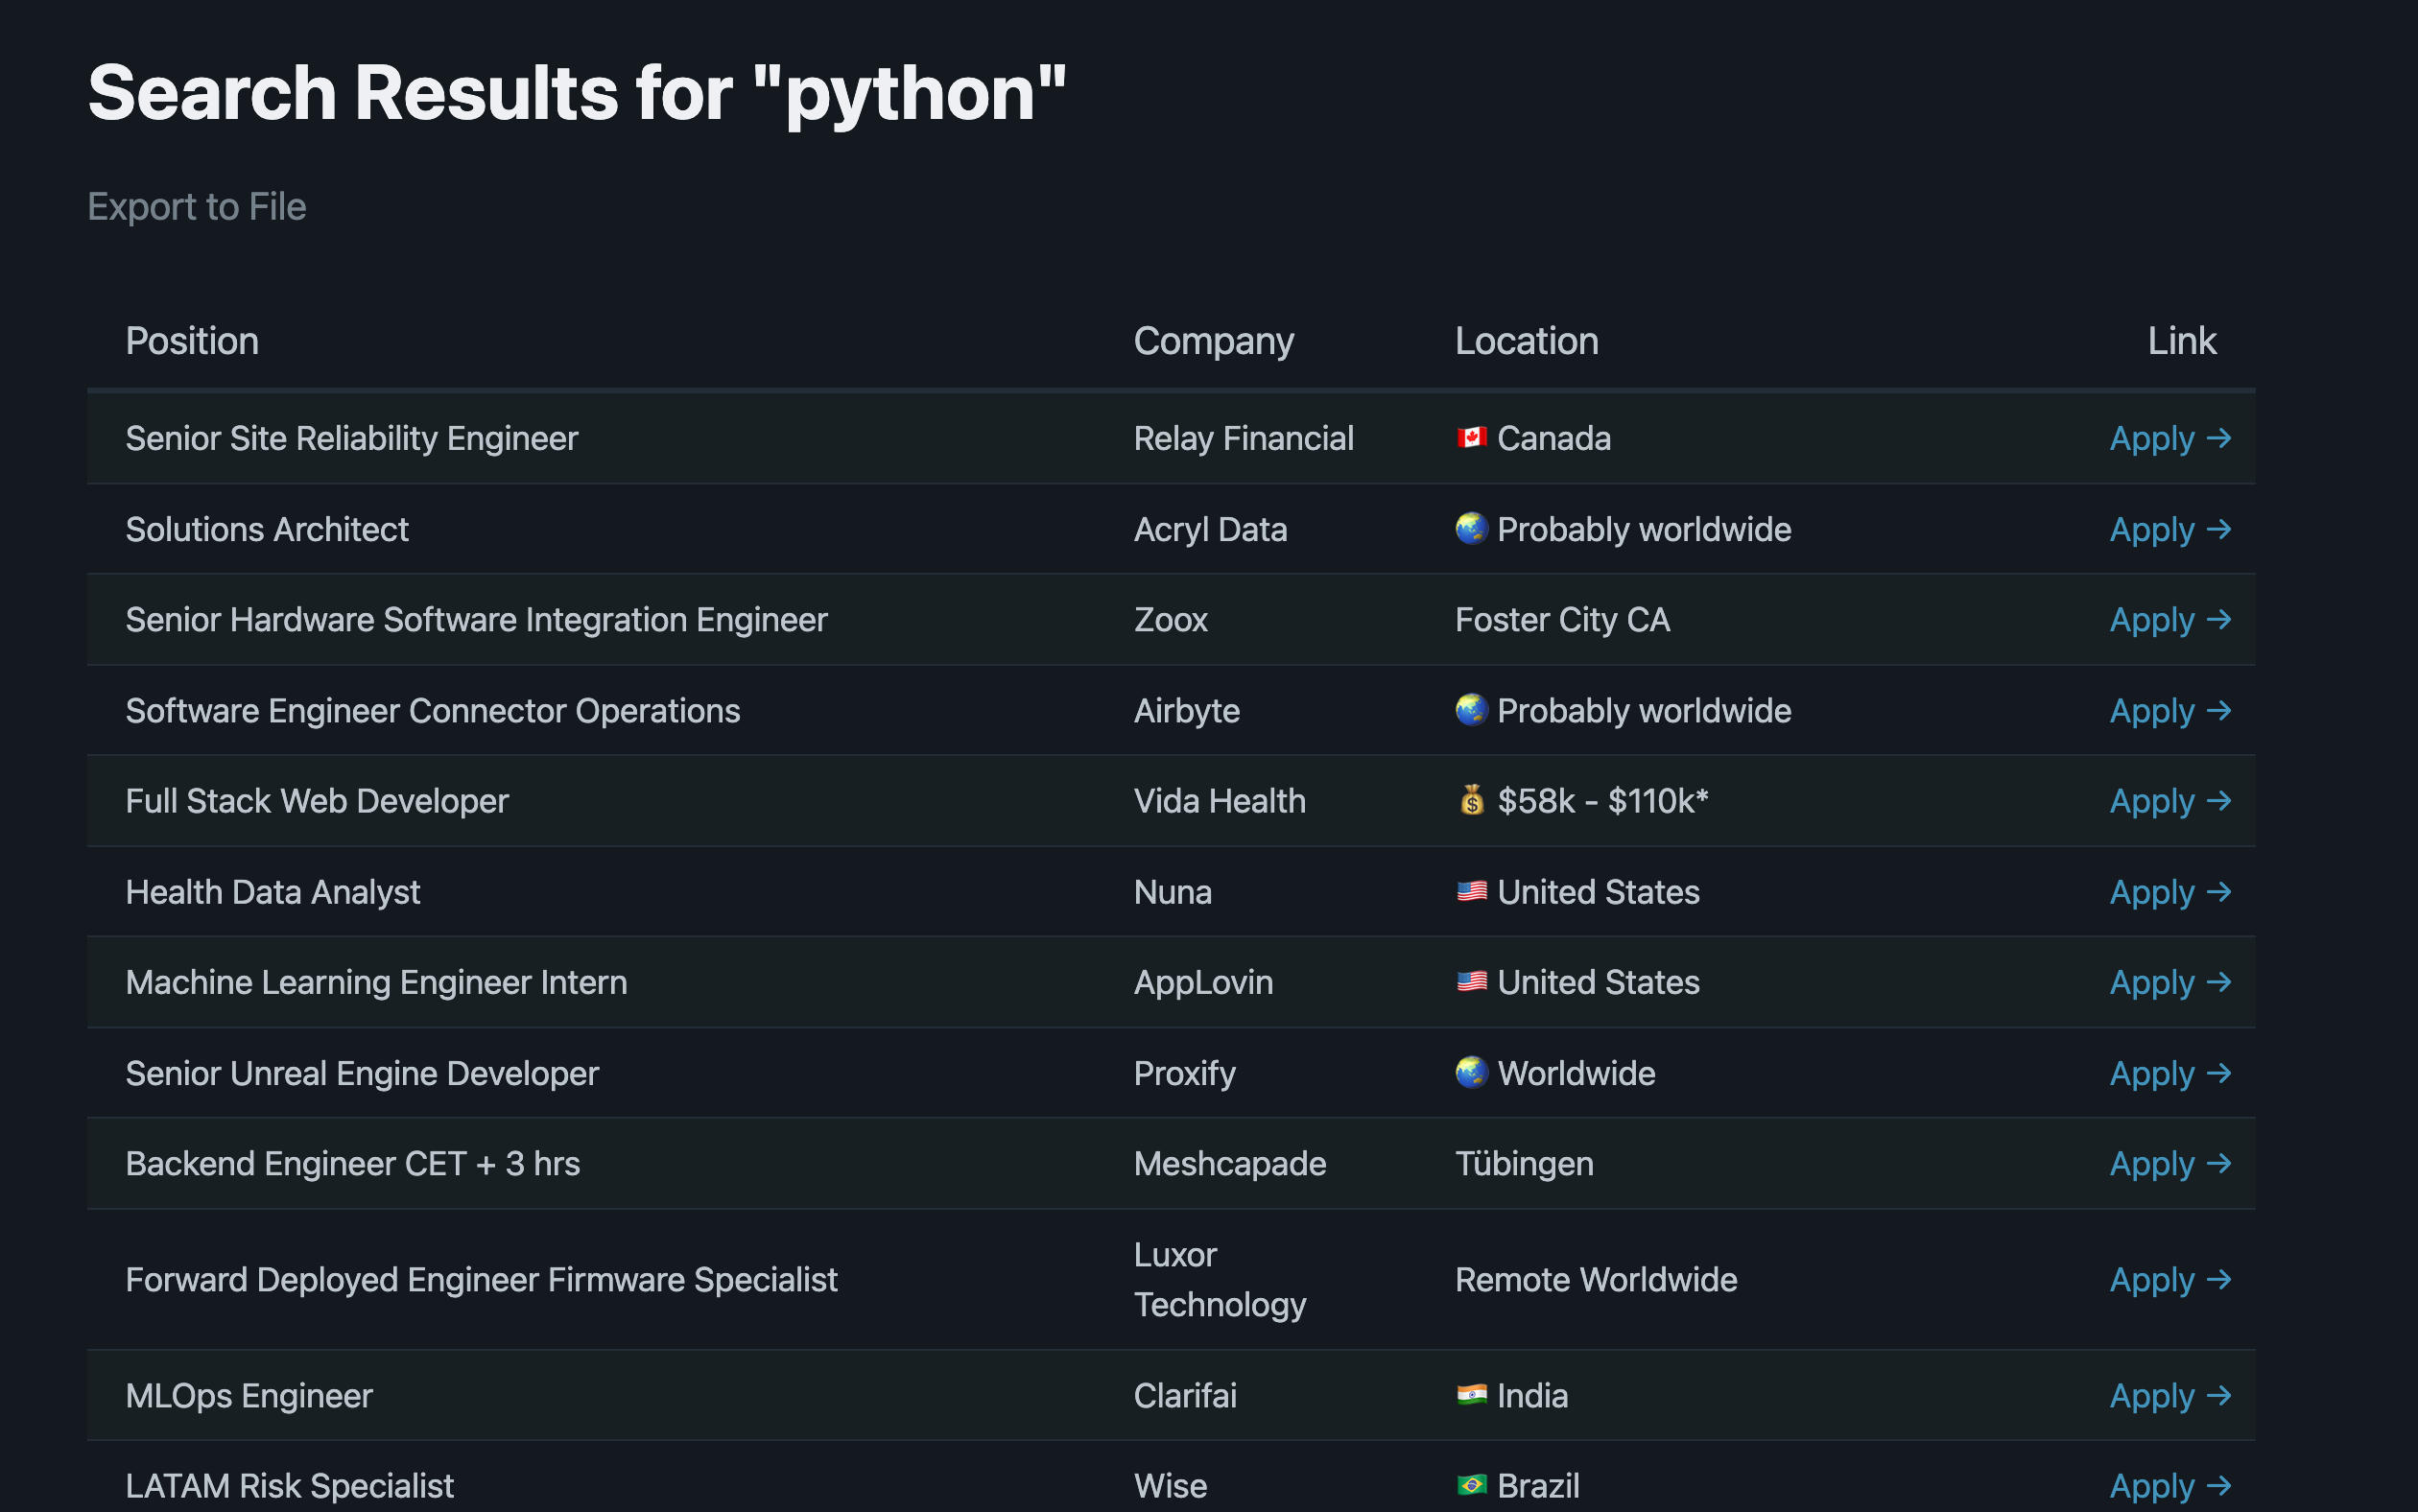 Search Results for "python"
Export to File
Position Company Location Link
Senior Site Reliability Engineer Relay Financial 🇨🇦 Canada Apply →
Solutions Architect Acryl Data 🌏 Probably worldwide Apply →
Senior Hardware Software Integration Engineer Zoox Foster City CA Apply →
Software Engineer Connector Operations Airbyte 🌏 Probably worldwide Apply →
Full Stack Web Developer Vida Health 💰 $58k - $110k* Apply →
Health Data Analyst Nuna 🇺🇸 United States Apply →
Machine Learning Engineer Intern AppLovin 🇺🇸 United States Apply →
Senior Unreal Engine Developer Proxify 🌏 Worldwide Apply →
Backend Engineer CET + 3 hrs Meshcapade Tübingen Apply →
Forward Deployed Engineer Firmware Specialist Luxor Technology Remote Worldwide Apply →
MLOps Engineer Clarifai 🇮🇳 India Apply →
LATAM Risk Specialist Wise 🇧🇷 Brazil Apply →